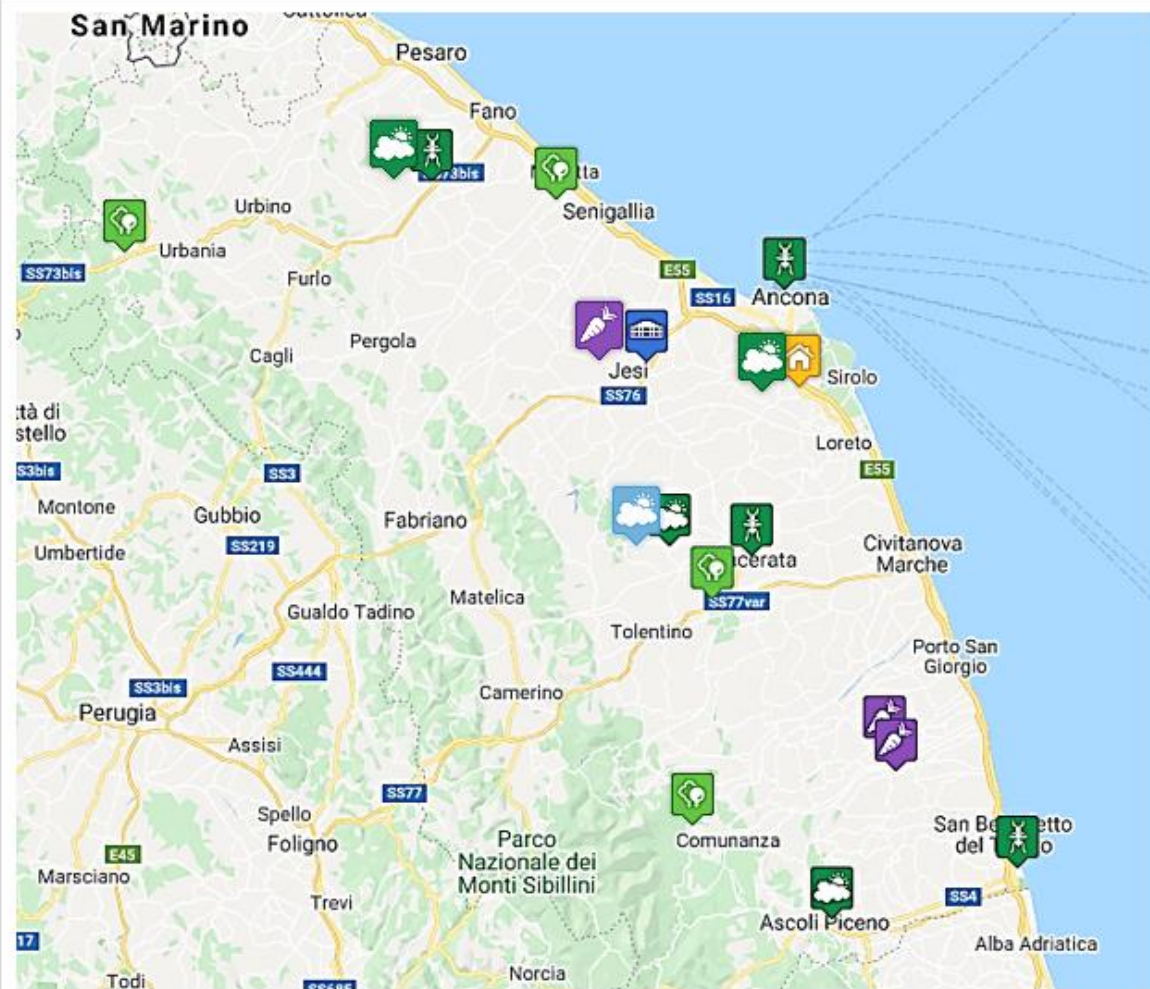 Cattolica
San Marino
Pesaro
Fano
Urbino
Senigallia
Urbania
SS73bis
E55
Furlo
SS16
Ancona
Pergola
Cagli
Jesi
Sirolo
SS76
Loreto
E55
SS3
Montone
Gubbio
Fabriano
SS219
Umbertide
Civitanova
Marche
Matelica
SS77var
Gualdo Tadino
Tolentino
SS444
Porto San
Giorgio
SS3bis
Camerino
Perugia
Assisi
SS77
Spello
Foligno
Parco
Nazionale dei
Monti Sibillini
Comunanza
E45
Marsciano
Trevi
SS4
Ascoli Piceno
Alba Adriatica
Norcia
Todi
SS685